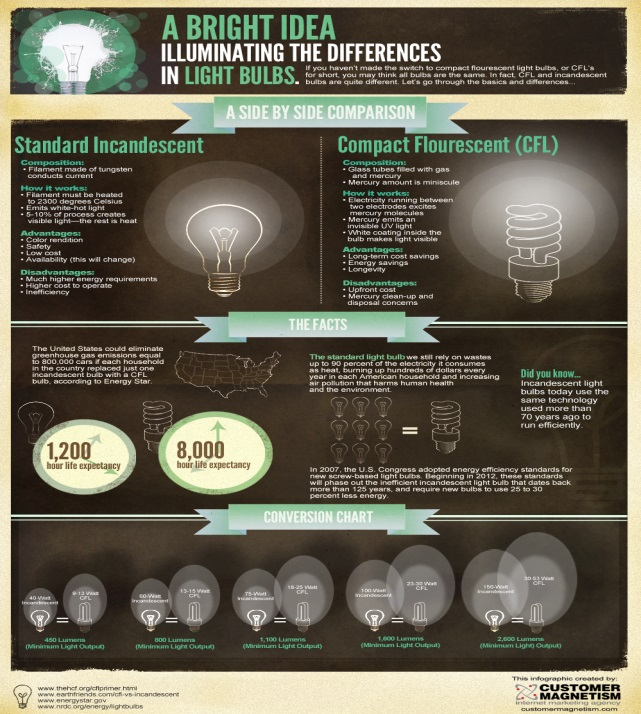 A BRIGHT IDEA
ILLUMINATING THE DIFFERENCES
IN LIGHT BULBS.
If you haven't made the switch to compact flourescent light bulbs, or CFL's
for short, you may think all bulbs are the same. In fact, CFL and incandescent
bulbs are quite different. Let's go through the basics and differences...
A SIDE BY SIDE COMPARISON
Standard Incandescent
Composition:
• Filament made of tungsten
conducts current
How it works:
• Filament must be heated
to 2300 degrees Celsius
• Emits white-hot light
• 5-10% of process creates
visible light—the rest is heat
Advantages:
• Color rendition
• Safety
• Low cost
• Availability (this will change)
Disadvantages:
• Much higher energy requirements
• Higher cost to operate
• Inefficiency
Compact Flourescent (CFL)
Composition:
• Glass tubes filled with gas
and mercury
• Mercury amount is miniscule
How it works:
• Electricity running between
two electrodes excites
mercury molecules
• Mercury emits an
invisible UV light
• White coating inside the
bulb makes light visible
Advantages:
• Long-term cost savings
• Energy savings
• Longevity
Disadvantages:
• Upfront cost
• Mercury clean-up and
disposal concerns
THE FACTS
The United States could eliminate
greenhouse gas emissions equal
to 800,000 cars if each household
in the country replaced just one
incandescent bulb with a CFL
bulb, according to Energy Star.
1,200
hour life expectancy
8,000
hour life expectancy
The standard light bulb we still rely on wastes
up to 90 percent of the electricity it consumes
as heat, burning up hundreds of dollars every
year in each American household and increasing
air pollution that harms human health
and the environment.
=
In 2007, the U.S. Congress adopted energy efficiency standards for
new screw-based light bulbs. Beginning in 2012, these standards
will phase out the inefficient incandescent light bulb that dates back
more than 125 years, and require new bulbs to use 25 to 30
percent less energy.
Did you know...
Incandescent light
bulbs today use the
same technology
used more than
70 years ago to
run efficiently.
CONVERSION CHART
40-Watt
Incandescent
=
9-13 Watt
CFL
450 Lumens
(Minimum Light Output)
60-Watt
Incandescent
=
13-15 Watt
CFL
800 Lumens
(Minimum Light Output)
75-Watt
Incandescent
=
18-25 Watt
CFL
1,100 Lumens
(Minimum Light Output)
100-Watt
Incandescent
=
23-30 Watt
CFL
1,600 Lumens
(Minimum Light Output)
150-Watt
Incandescent
=
30-52 Watt
CFL
2,600 Lumens
(Minimum Light Output)
www.thehcf.org/cflprimer.html
www.earthfriends.com/cfl-vs-incandescent
www.energystar.gov
www.nrdc.org/energy/lightbulbs
This infographic created by:
CUSTOMER
MAGNETISM
internet marketing agency
customermagnetism.com